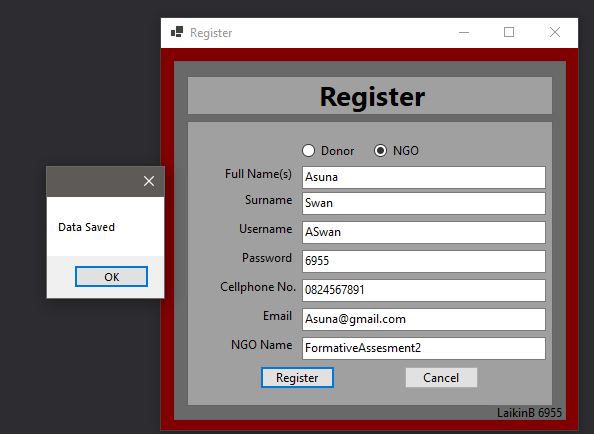 Register
Register
Donor NGO
Full Name(s) Asuna
Surname Swan
Username ASwan
Password 6955
Cellphone No. 0824567891
Email Asuna@gmail.com
NGO Name FormativeAssesment2
Register Cancel
LaikinB 6955
Data Saved
OK